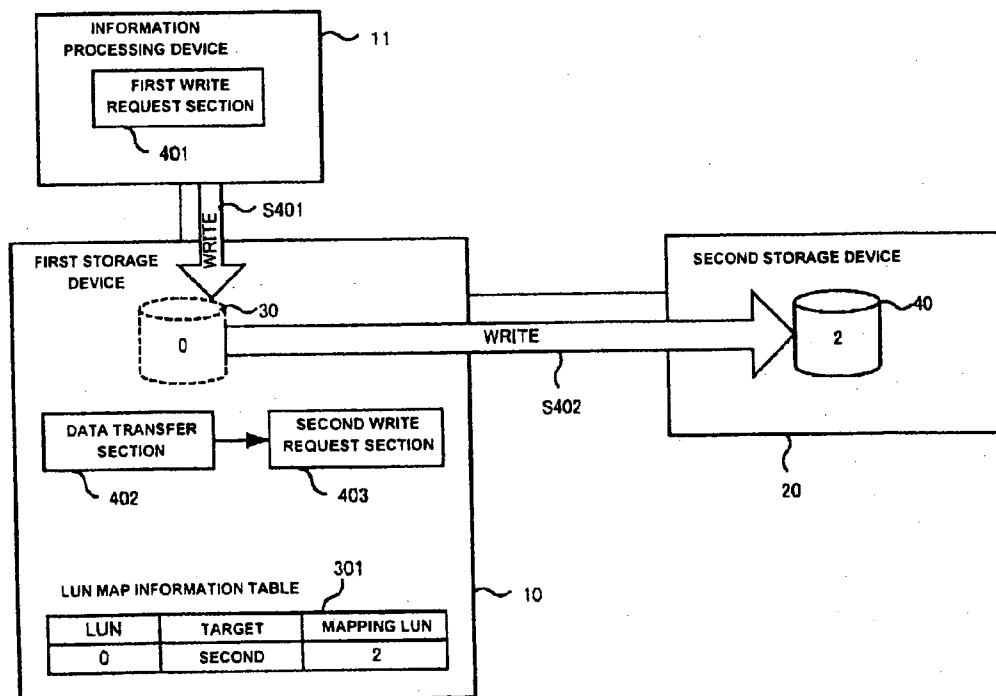 INFORMATION
PROCESSING DEVICE
11
FIRST WRITE
REQUEST SECTION
401
S401
WRITE
FIRST STORAGE
DEVICE
30
0
WRITE
S402
SECOND STORAGE DEVICE
40
2
20
DATA TRANSFER
SECTION
402
SECOND WRITE
REQUEST SECTION
403
10
LUN MAP INFORMATION TABLE
301
LUN TARGET MAPPING LUN
0 SECOND 2